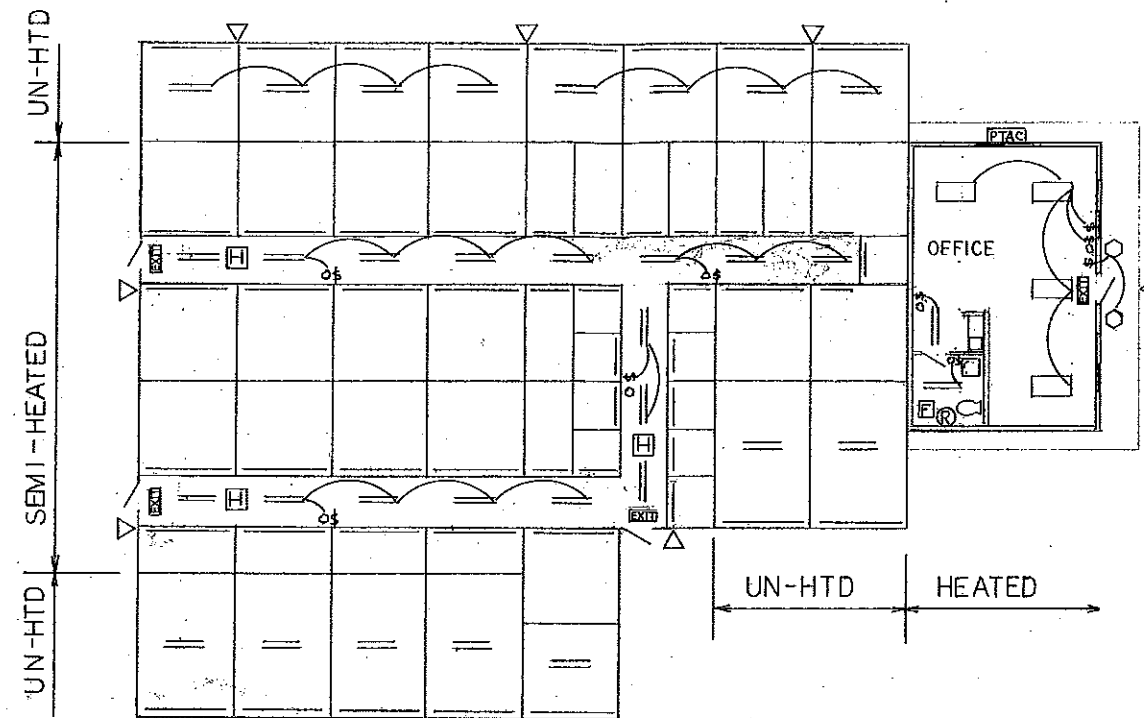 UN-HTD
SEMI-HEATED
UN-HTD
PTAC
OFFICE
EXIT
H
$
$
$
$
$
$
EXIT
$
$
$
F
R
H
EXIT
H
$
EXIT
UN-HTD
HEATED